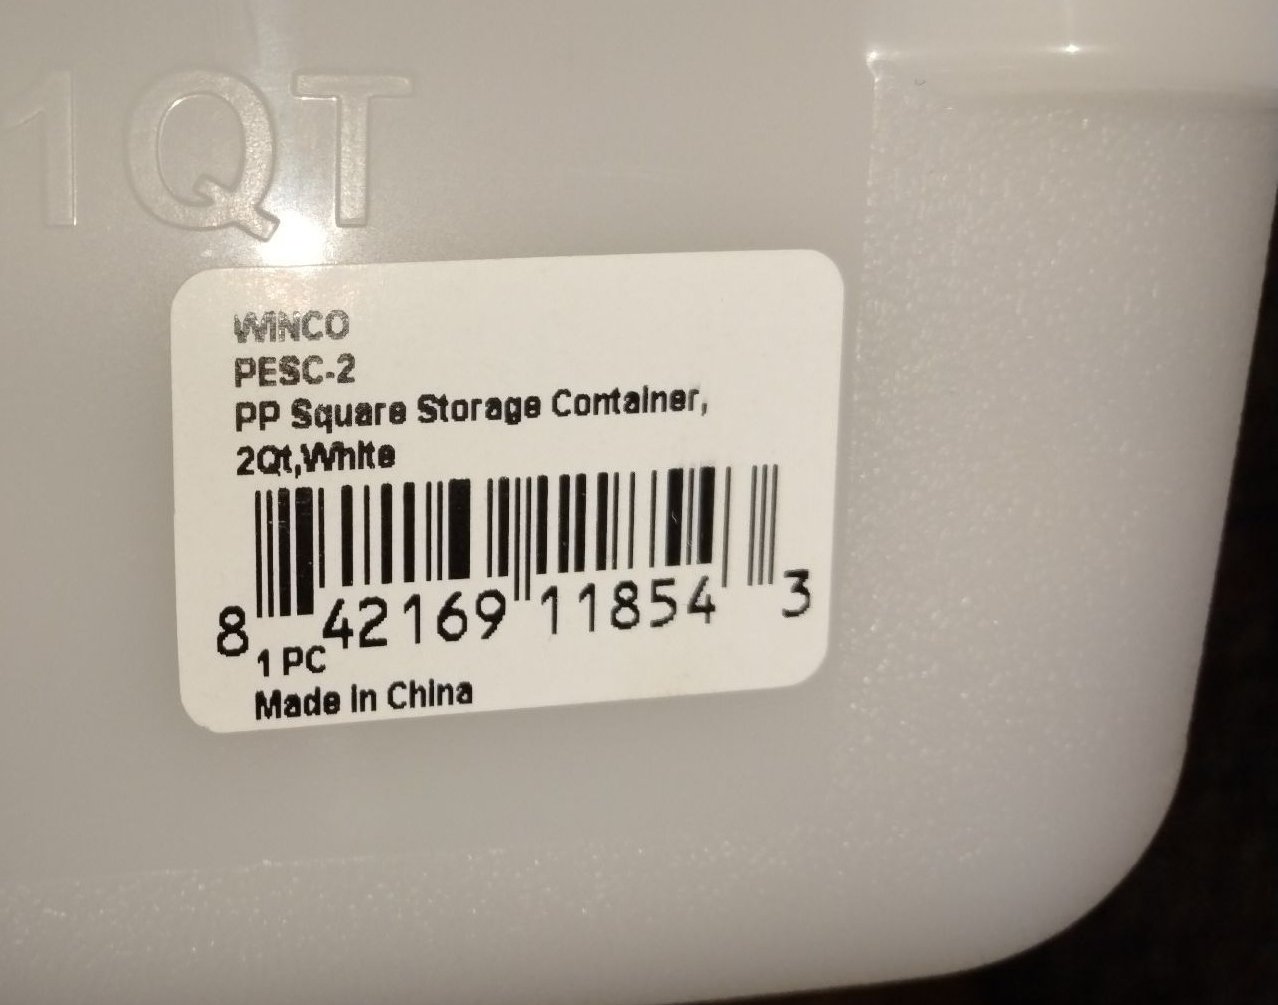 1QT
WINCO
PESC-2
PP Square Storage Container,
2Qt,White
8 42169 11854 3
1 PC
Made in China